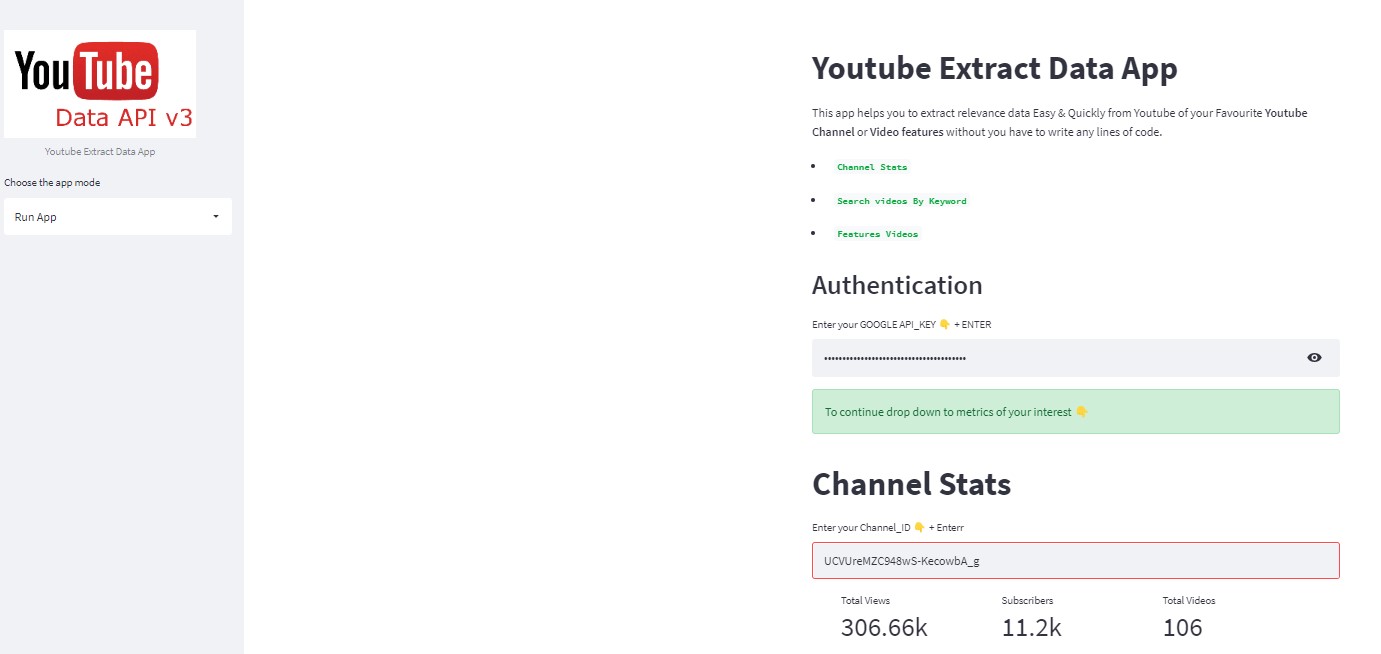 YouTube
Data API v3
Youtube Extract Data App
Choose the app mode
Run App
Youtube Extract Data App
This app helps you to extract relevance data Easy & Quickly from Youtube of your Favourite Youtube
Channel or Video features without you have to write any lines of code.
Channel Stats
Search videos By Keyword
Features Videos
Authentication
Enter your GOOGLE API_KEY 👇 + ENTER
To continue drop down to metrics of your interest 👇
Channel Stats
Enter your Channel_ID 👇 + Enterr
UCVUreMZC948wS-KecowbA_g
Total Views Subscribers Total Videos
306.66k 11.2k 106